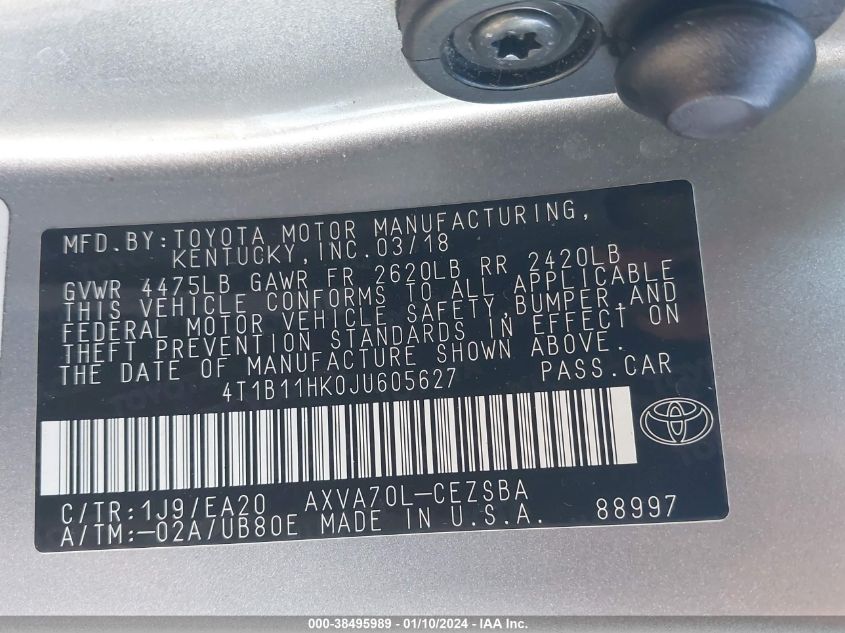 MFD.BY:TOYOTA MOTOR MANUFACTURING,
KENTUCKY,INC.03/18
GVWR 4475LB GAWR FR 2620LB RR 2420LB
THIS VEHICLE CONFORMS TO ALL APPLICABLE
FEDERAL MOTOR VEHICLE SAFETY,BUMPER,AND
THEFT PREVENTION STANDARDS IN EFFECT ON
THE DATE OF MANUFACTURE SHOWN ABOVE.
4T1B11HK0JU605627 PASS.CAR
C/TR:1J9/EA20 AXVA70L-CEZSBA
A/TM:-02A/UB80E MADE IN U.S.A. 88997
000-38495989 - 01/10/2024 - IAA Inc.